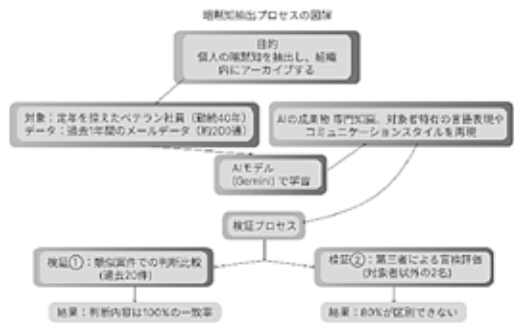 暗黙知抽出プロセスの図解
目的
個人の暗黙知を抽出し、組織
内にアーカイブする
対象：定年を控えたベテラン社員（勤続40年）
データ：過去1年間のメールデータ（約200通）
AIの成果物 専門知識、対象者特有の言語表現や
コミュニケーションスタイルを再現
AIモデル
(Gemini) で学習
検証プロセス
検証①：類似案件での判断比較
(過去20件)
検証②：第三者による盲検評価
(対象者以外の2名)
結果：判断内容は100%の一致率
結果：80%が区別できない